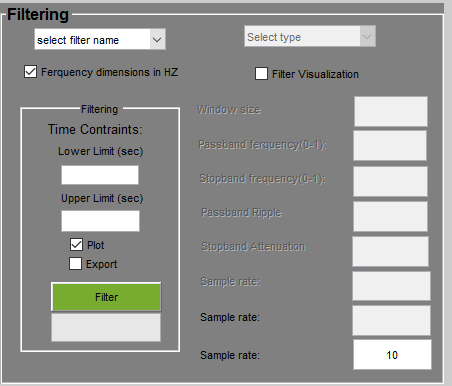 Filtering
select filter name
Select type
Ferquency dimensions in HZ
Filter Visualization
Filtering
Time Contraints:
Lower Limit (sec)
Upper Limit (sec)
Plot
Export
Filter
Window size:
Passband ferquency(0-1):
Stopband frequency(0-1):
Passband Ripple
Stopband Attenuation
Sample rate:
Sample rate:
Sample rate:
10